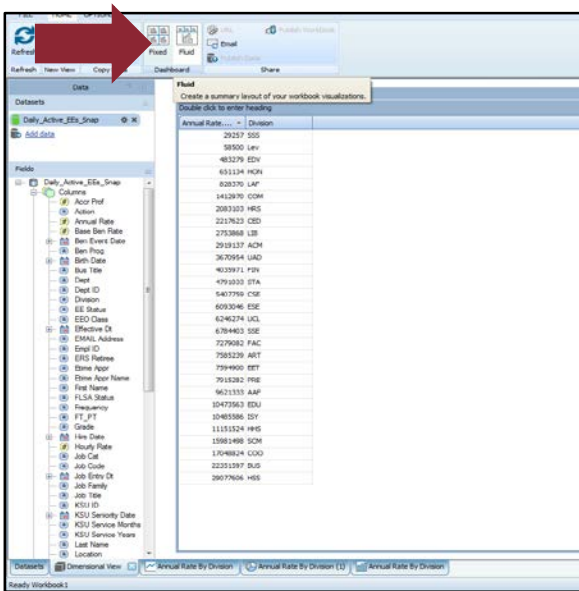 FILE HOME OPTIONS
Refresh
Fixed Fluid
URL
Email
Publish Data
Publish Workbook
Refresh New View Copy Dashboard Share
Fluid
Create a summary layout of your workbook visualizations.
Data
Datasets
Daily_Active_EEs_Snap
Add data
Fields
Daily_Active_EEs_Snap
Columns
Accr Prof
Action
Annual Rate
Base Ben Rate
Ben Event Date
Ben Prog
Birth Date
Bus Title
Dept
Dept ID
Division
EE Status
EEO Class
Effective Dt
EMAIL Address
Empl ID
ERS Retiree
Etime Appr
Etime Appr Name
First Name
FLSA Status
Frequency
FT_PT
Grade
Hire Date
Hourly Rate
Job Cat
Job Code
Job Entry Dt
Job Family
Job Title
KSU ID
KSU Seniority Date
KSU Service Months
KSU Service Years
Last Name
Location
Double click to enter heading
Annual Rate.... Division
29257 SSS
58500 Lev
483279 EDV
651134 HON
828370 LAF
1412970 COM
2083103 HRS
2217623 CED
2753868 LIB
2919137 ACM
3670954 UAD
4035971 FIN
4791033 STA
5407759 CSE
6093046 ESE
6246274 UCL
6784403 SSE
7279082 FAC
7585239 ART
7594900 EET
7915282 PRE
9621333 AAF
10473563 EDU
10485586 ISY
11151524 HHS
15981498 SCM
17048824 COO
22351597 BUS
29077606 HSS
Datasets Dimensional View Annual Rate By Division Annual Rate By Division (1) Annual Rate By Division
Ready Workbook1